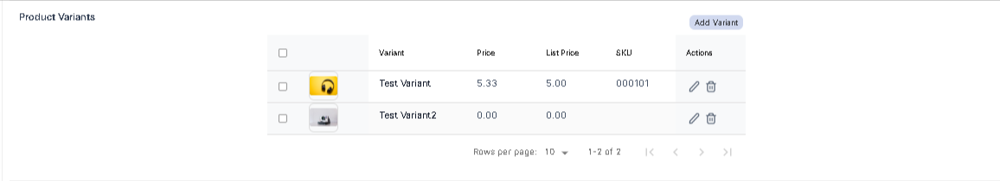 Product Variants
Add Variant
Variant Price List Price SKU Actions
Test Variant 5.33 5.00 000101
Test Variant2 0.00 0.00
Rows per page: 10 1-2 of 2